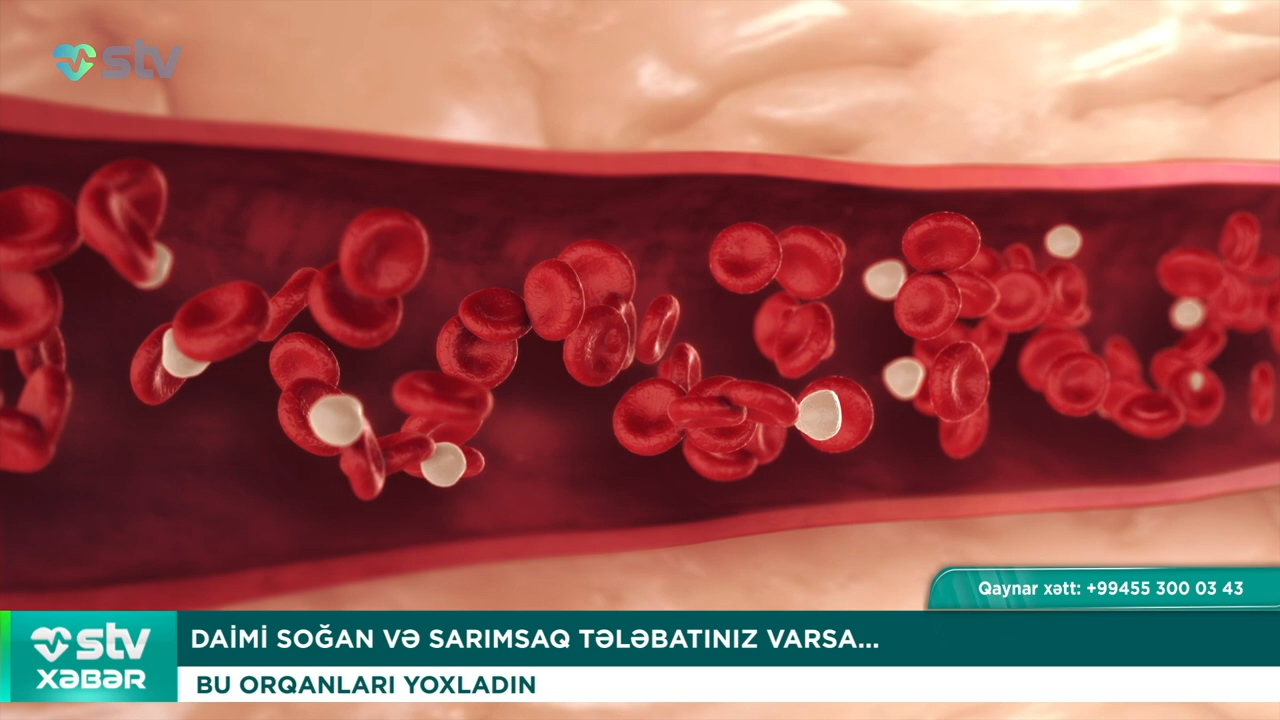 stv
Qaynar xətt: +99455 300 03 43
stv
XƏBƏR
DAİMİ SOĞAN VƏ SARIMSAQ TƏLƏBATINIZ VARSA...
BU ORQANLARI YOXLADIN